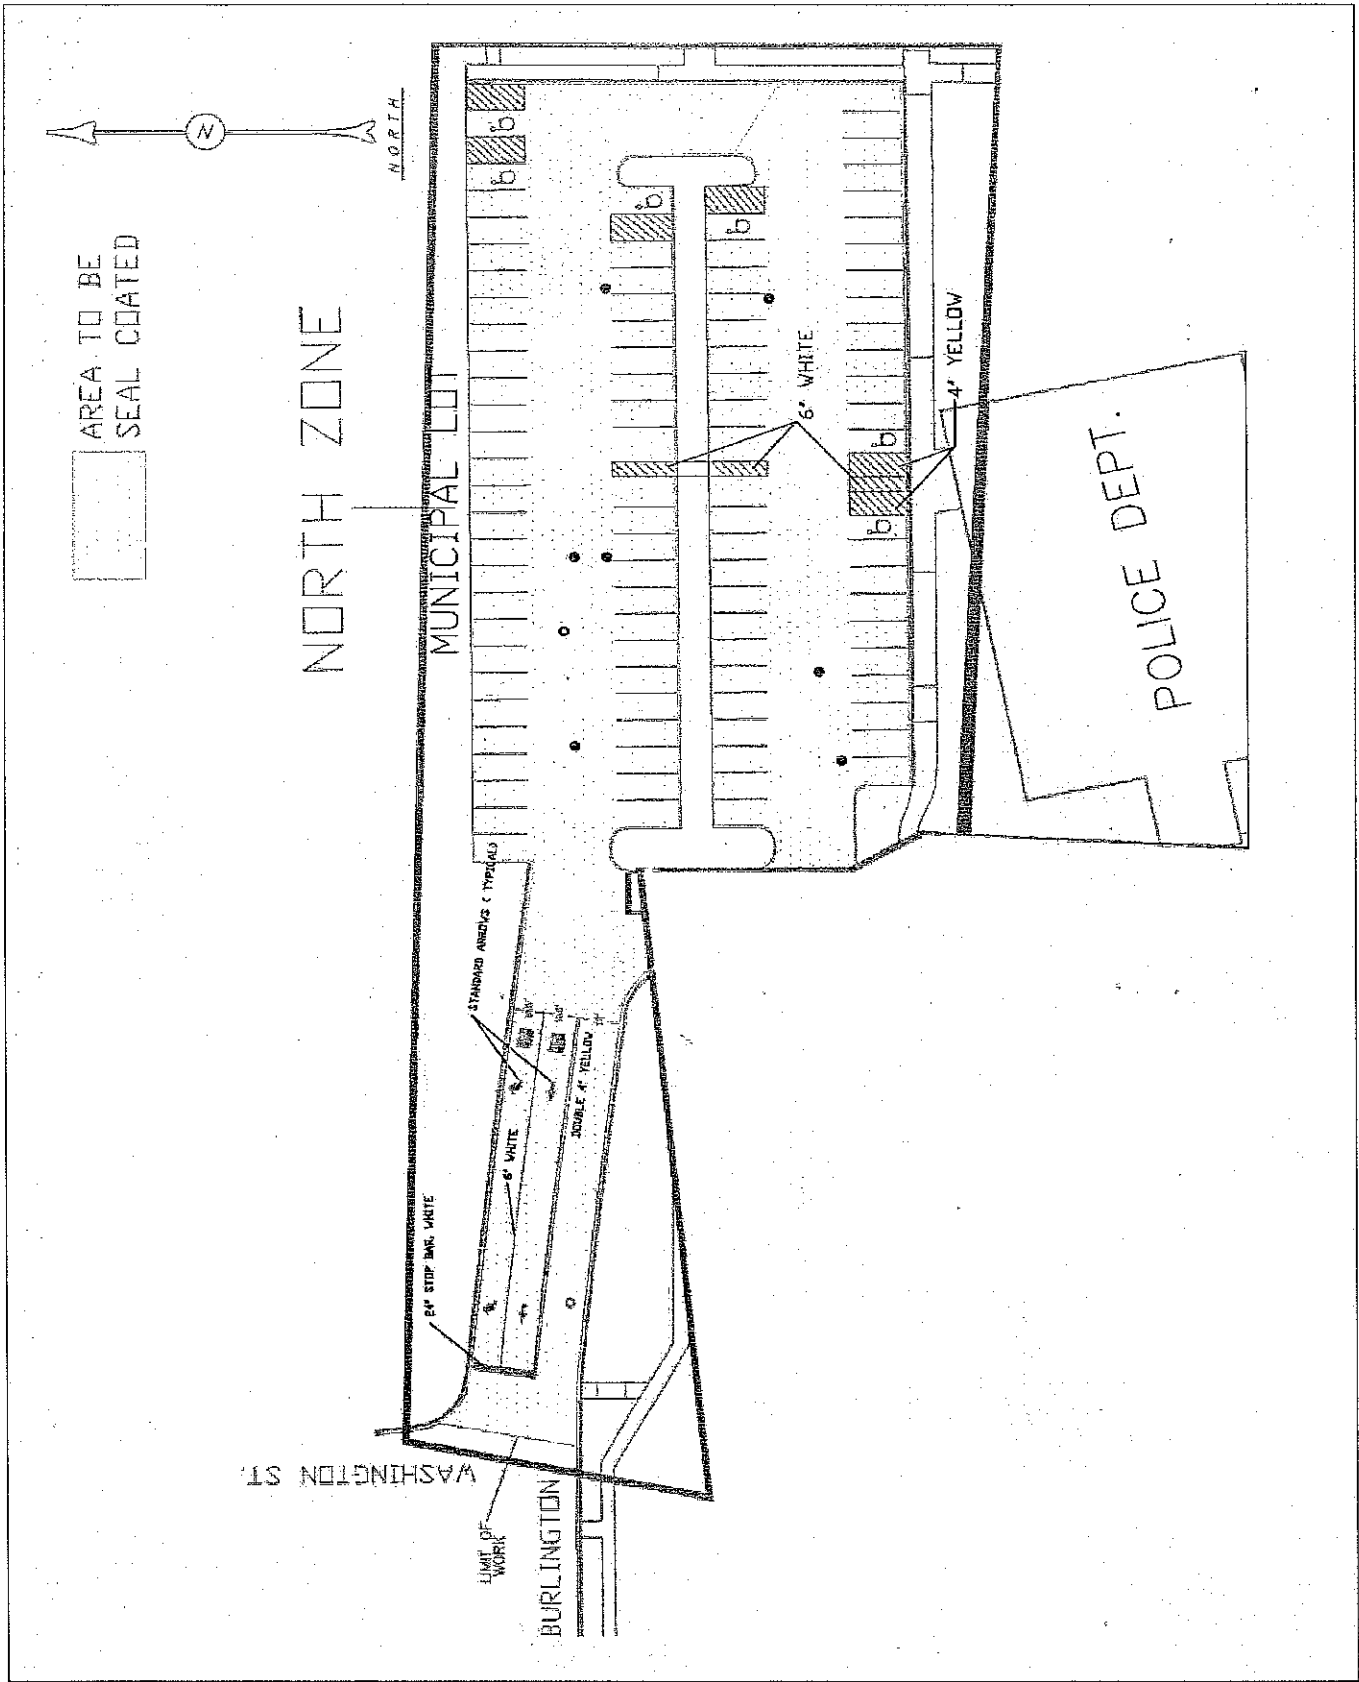 AREA TO BE
SEAL COATED
N
NORTH
NORTH ZONE
MUNICIPAL LOT
6" WHITE
4" YELLOW
POLICE DEPT.
STANDARD ARROWS (TYPICAL)
6" WHITE
DOUBLE 4" YELLOW
24" STOP BAR, WHITE
WASHINGTON ST.
LIMIT OF
WORK
BURLINGTON